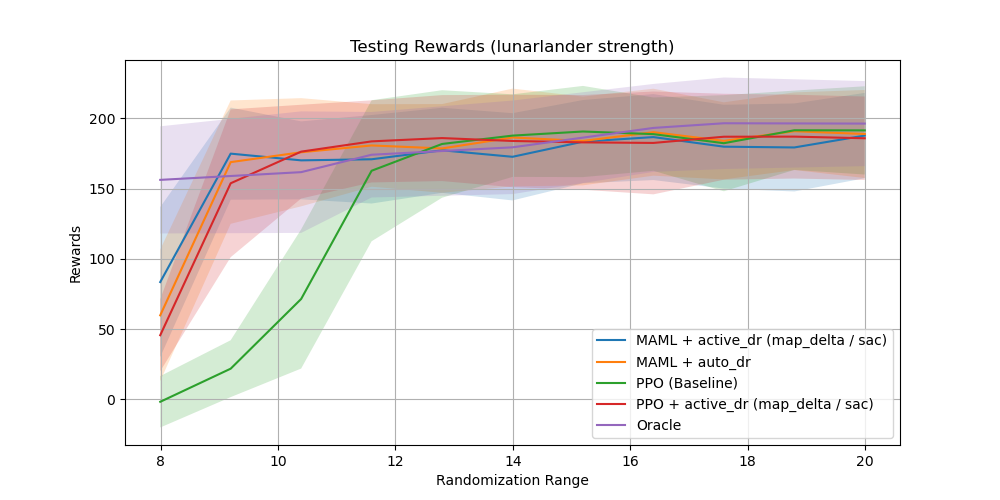 Testing Rewards (lunarlander strength)
Rewards
200
150
100
50
0
8 10 12 14 16 18 20
Randomization Range
MAML + active_dr (map_delta / sac)
MAML + auto_dr
PPO (Baseline)
PPO + active_dr (map_delta / sac)
Oracle